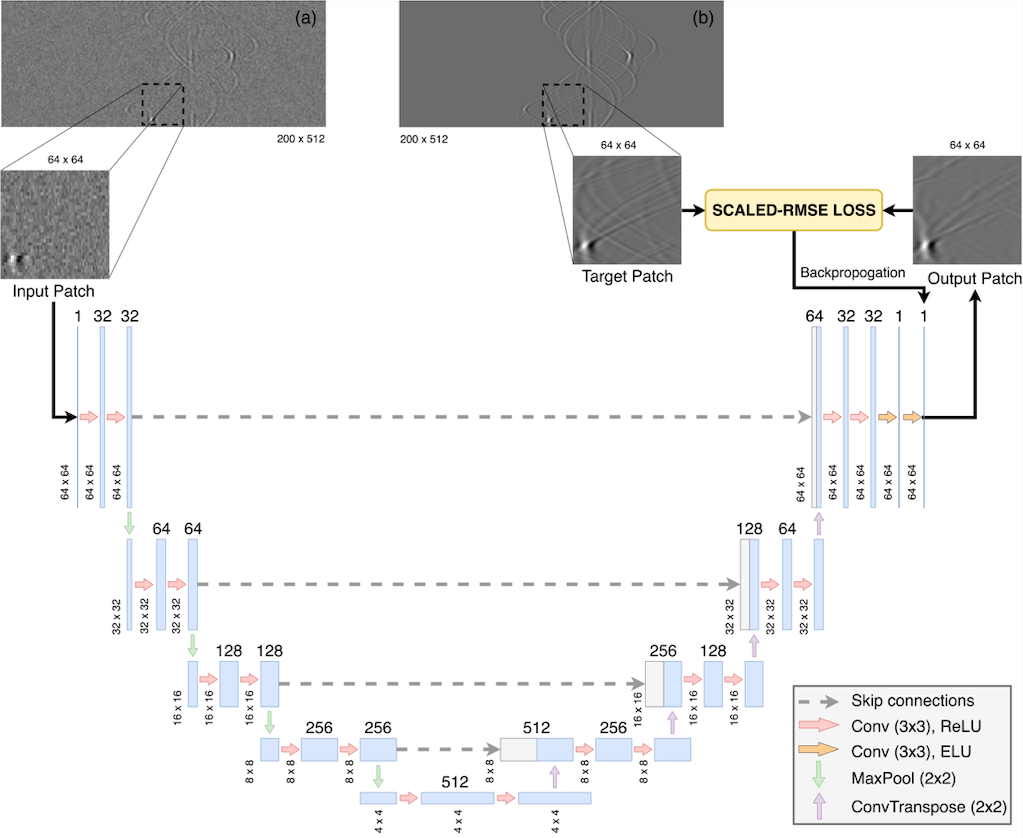 (a)
(b)
200 x 512
200 x 512
64 x 64
64 x 64
64 x 64
SCALED-RMSE LOSS
Input Patch
Target Patch
Backpropogation
Output Patch
1 32 32
64 32 32 1 1
64 x 64
64 x 64
64 x 64
64 x 64
64 x 64
64 x 64
64 x 64
64 x 64
64 64
128 64
32 x 32
32 x 32
32 x 32
32 x 32
32 x 32
32 x 32
128 128
256 128
16 x 16
16 x 16
16 x 16
16 x 16
16 x 16
16 x 16
256 256
512 256
8 x 8
8 x 8
8 x 8
8 x 8
8 x 8
8 x 8
512
4 x 4
4 x 4
4 x 4
Skip connections
Conv (3x3), ReLU
Conv (3x3), ELU
MaxPool (2x2)
ConvTranspose (2x2)